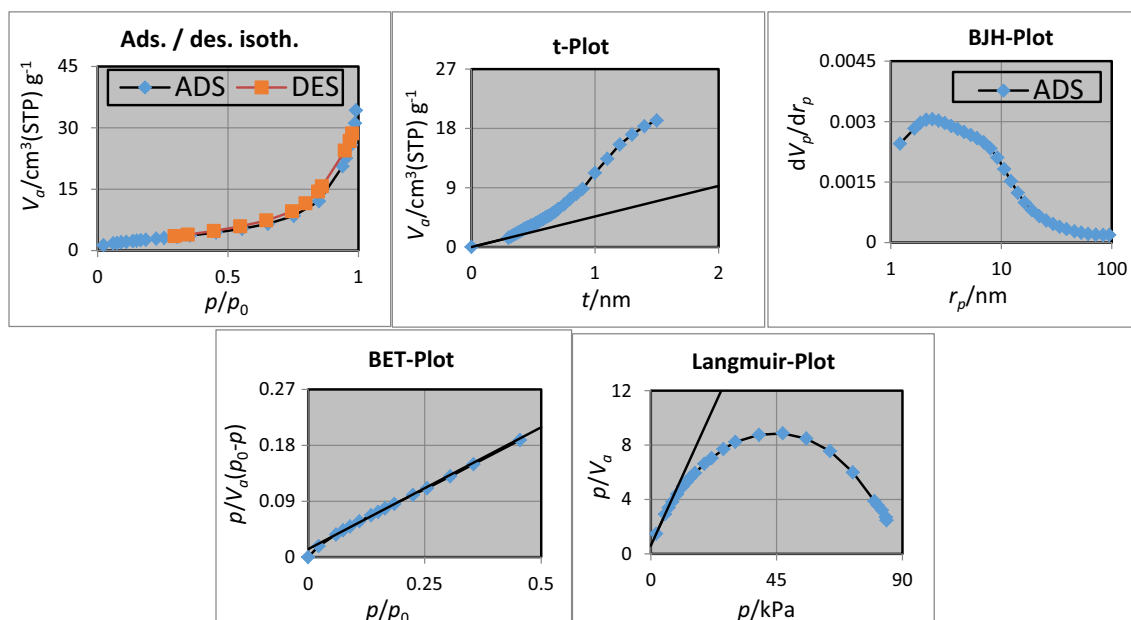 Ads. / des. isoth.
Va/cm3(STP) g-1
45
30
15
0
ADS DES
0 0.5 1
p/p0
t-Plot
Va/cm3(STP) g-1
27
18
9
0
0 1 2
t/nm
BJH-Plot
dVp/drp
0.0045
0.003
0.0015
0
ADS
1 10 100
rp/nm
BET-Plot
p/Va(p0-p)
0.27
0.18
0.09
0
0 0.25 0.5
p/p0
Langmuir-Plot
p/Va
12
8
4
0
0 45 90
p/kPa